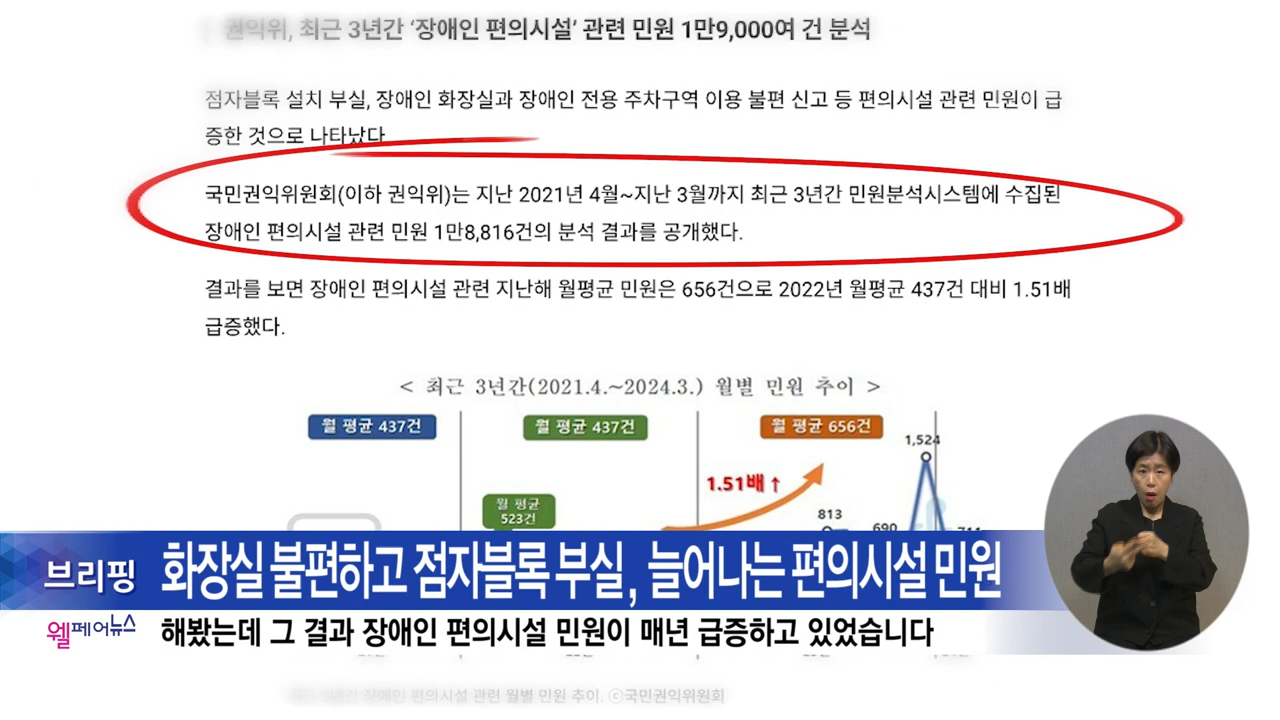 권익위, 최근 3년간 ‘장애인 편의시설’ 관련 민원 1만9,000여 건 분석
점자블록 설치 부실, 장애인 화장실과 장애인 전용 주차구역 이용 불편 신고 등 편의시설 관련 민원이 급
증한 것으로 나타났다.
국민권익위원회(이하 권익위)는 지난 2021년 4월~지난 3월까지 최근 3년간 민원분석시스템에 수집된
장애인 편의시설 관련 민원 1만8,816건의 분석 결과를 공개했다.
결과를 보면 장애인 편의시설 관련 지난해 월평균 민원은 656건으로 2022년 월평균 437건 대비 1.51배
급증했다.
< 최근 3년간(2021.4.~2024.3.) 월별 민원 추이 >
월 평균 437건
월 평균 437건
월 평균 656건
1,524
1.51배↑
월 평균
523건
813
690
브리핑
화장실 불편하고 점자블록 부실, 늘어나는 편의시설 민원
웰페어뉴스
해봤는데 그 결과 장애인 편의시설 민원이 매년 급증하고 있었습니다
최근 3년간 장애인 편의시설 관련 월별 민원 추이. ⓒ국민권익위원회